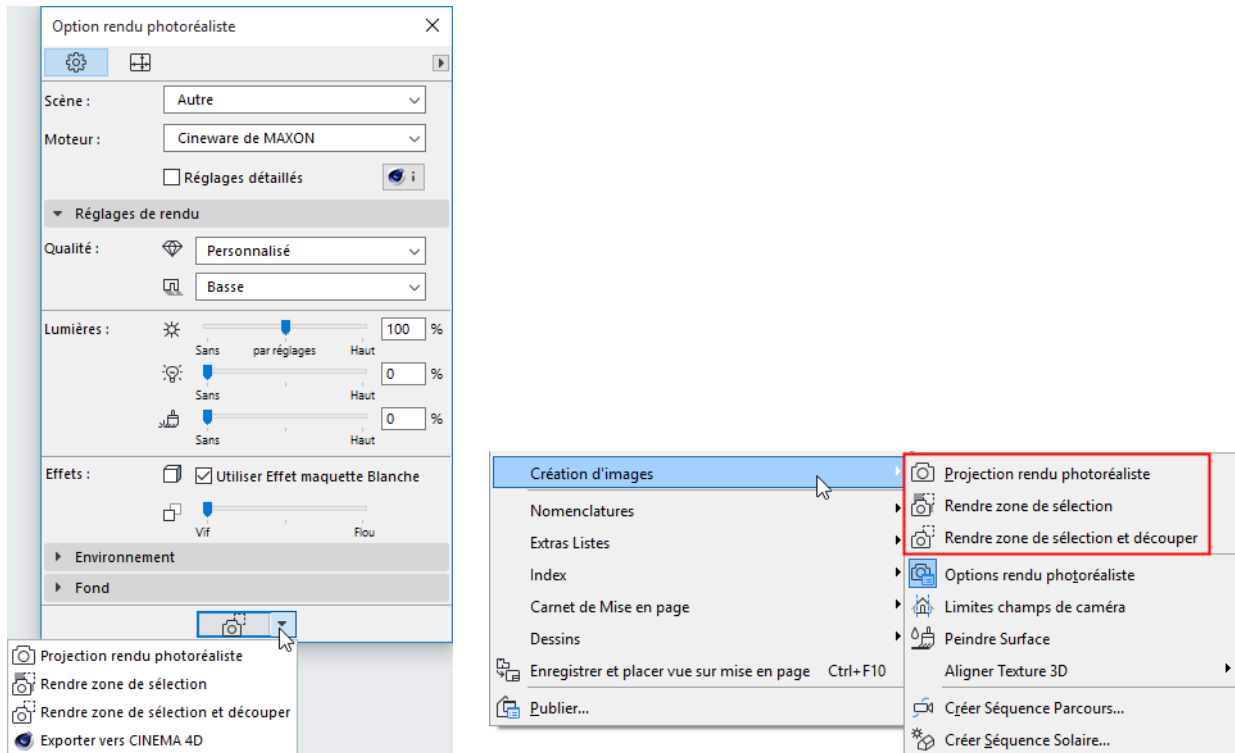 Option rendu photoréaliste
Scène :
Autre
Moteur :
Cineware de MAXON
Réglages détaillés
i
Réglages de rendu
Qualité :
Personnalisé
Basse
Lumières :
100 %
Sans par réglages Haut
0 %
Sans Haut
0 %
Sans Haut
Effets :
Utiliser Effet maquette Blanche
Vif Flou
Environnement
Fond
Projection rendu photoréaliste
Rendre zone de sélection
Rendre zone de sélection et découper
Exporter vers CINEMA 4D
Création d'images
Nomenclatures
Extras Listes
Index
Carnet de Mise en page
Dessins
Enregistrer et placer vue sur mise en page Ctrl+F10
Publier...
Projection rendu photoréaliste
Rendre zone de sélection
Rendre zone de sélection et découper
Options rendu photoréaliste
Limites champs de caméra
Peindre Surface
Aligner Texture 3D
Créer Séquence Parcours...
Créer Séquence Solaire...